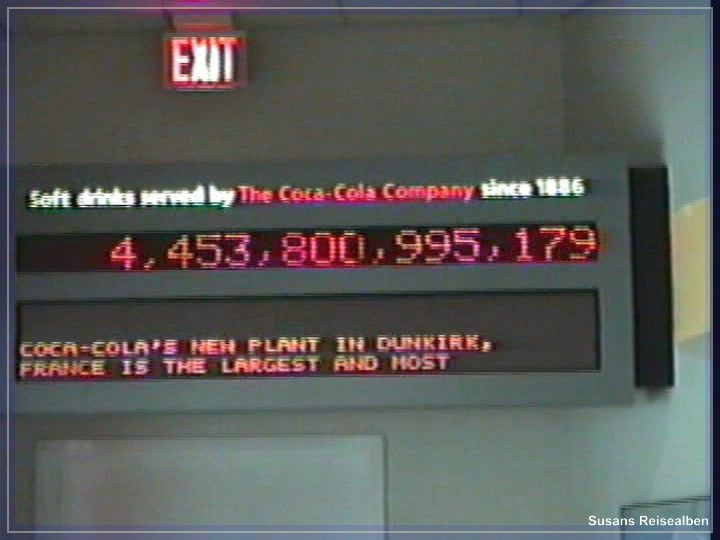 EXIT
Soft drinks served by The Coca-Cola Company since 1886
4,453,800,995,179
COCA-COLA'S NEW PLANT IN DUNKIRK,
FRANCE IS THE LARGEST AND MOST
Susans Reisealben